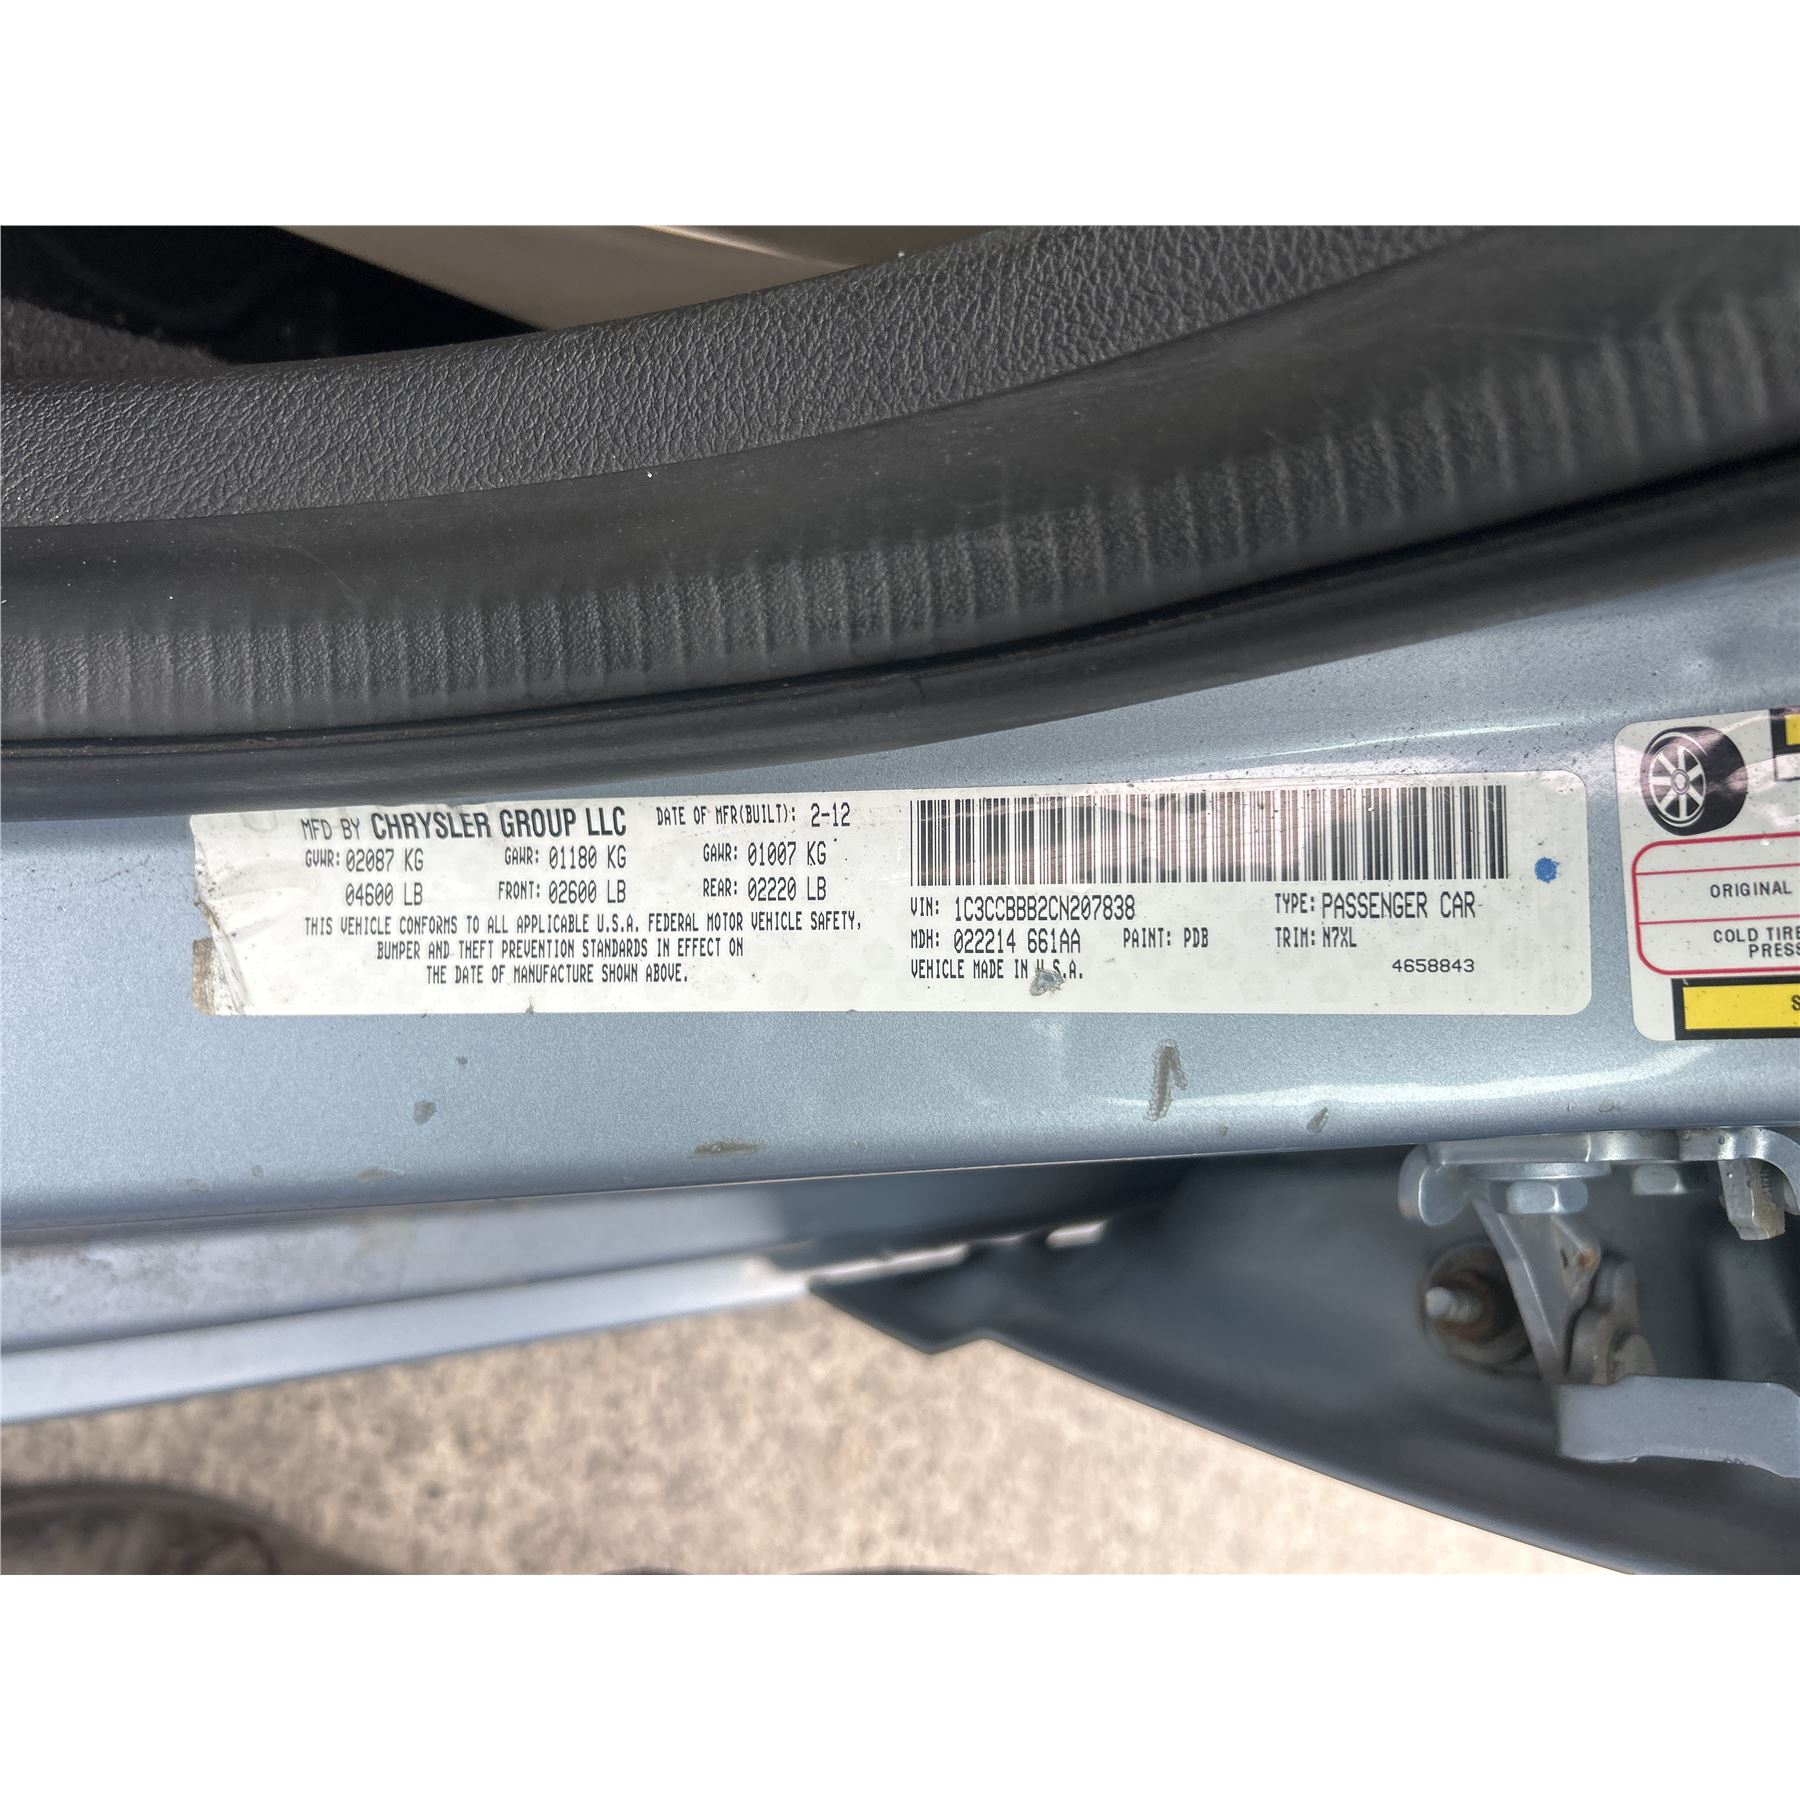 MFD BY CHRYSLER GROUP LLC DATE OF MFR(BUILT): 2-12
GVWR: 02087 KG GAWR: 01180 KG GAWR: 01007 KG
04600 LB FRONT: 02600 LB REAR: 02220 LB
THIS VEHICLE CONFORMS TO ALL APPLICABLE U.S.A. FEDERAL MOTOR VEHICLE SAFETY,
BUMPER AND THEFT PREVENTION STANDARDS IN EFFECT ON
THE DATE OF MANUFACTURE SHOWN ABOVE.
VIN: 1C3CCBBB2CN207838 TYPE: PASSENGER CAR
MDH: 022214 661AA PAINT: PDB TRIM: N7XL
VEHICLE MADE IN U.S.A. 4658843
ORIGINAL
COLD TIRE
PRESS
S